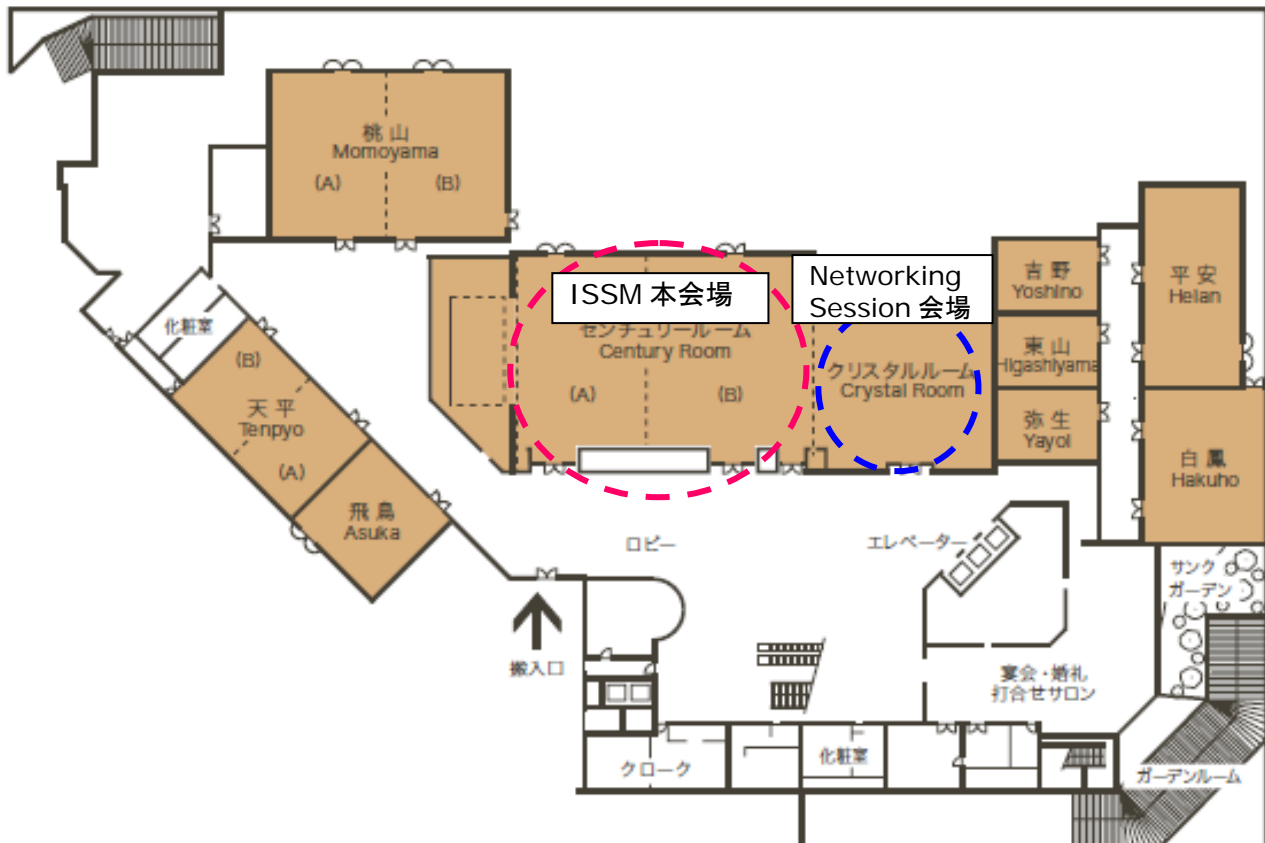 桃山
Momoyama
(A)
(B)
ISSM 本会場
Networking
Session 会場
センチュリールーム
Century Room
(A)
(B)
クリスタルルーム
Crystal Room
吉野
Yoshino
東山
Higashiyama
弥生
Yayoi
平安
Heian
白鳳
Hakuho
化粧室
(B)
天平
Tenpyo
(A)
飛鳥
Asuka
ロビー
エレベーター
サンク
ガーデン
搬入口
宴会・婚礼
打合せサロン
クローク
化粧室
ガーデンルーム